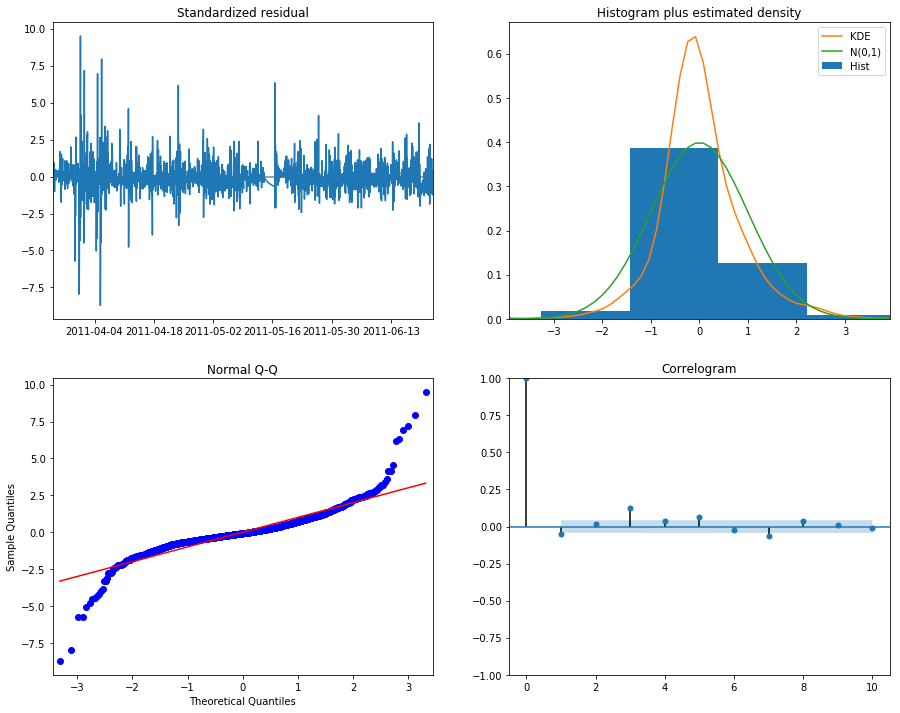 Standardized residual
10.0
7.5
5.0
2.5
0.0
−2.5
−5.0
−7.5
2011-04-04 2011-04-18 2011-05-02 2011-05-16 2011-05-30 2011-06-13
Histogram plus estimated density
KDE
N(0,1)
Hist
0.6
0.5
0.4
0.3
0.2
0.1
0.0
−3 −2 −1 0 1 2 3
Normal Q-Q
Sample Quantiles
10.0
7.5
5.0
2.5
0.0
−2.5
−5.0
−7.5
−3 −2 −1 0 1 2 3
Theoretical Quantiles
Correlogram
1.00
0.75
0.50
0.25
0.00
−0.25
−0.50
−0.75
−1.00
0 2 4 6 8 10